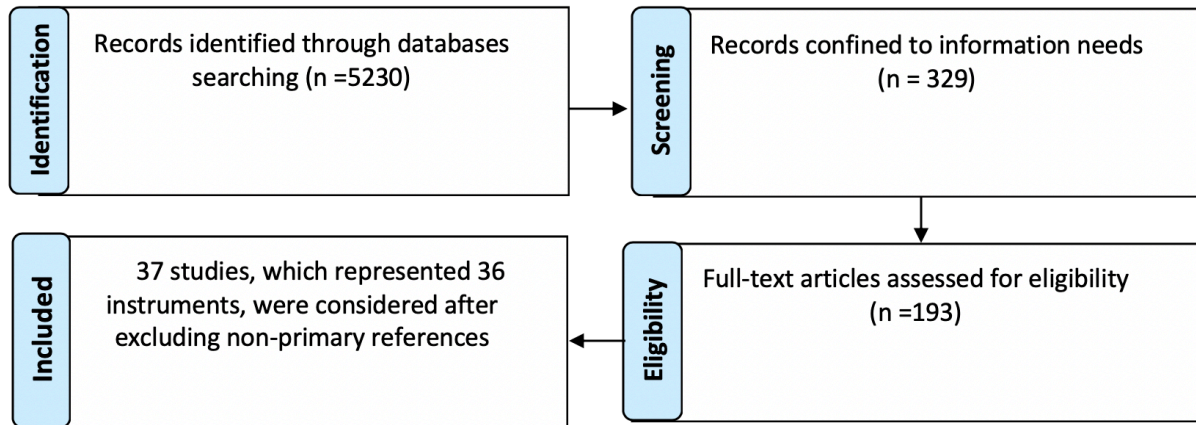 Identification
Records identified through databases
searching (n =5230)
Screening
Records confined to information needs
(n = 329)
Eligibility
Full-text articles assessed for eligibility
(n =193)
Included
37 studies, which represented 36
instruments, were considered after
excluding non-primary references